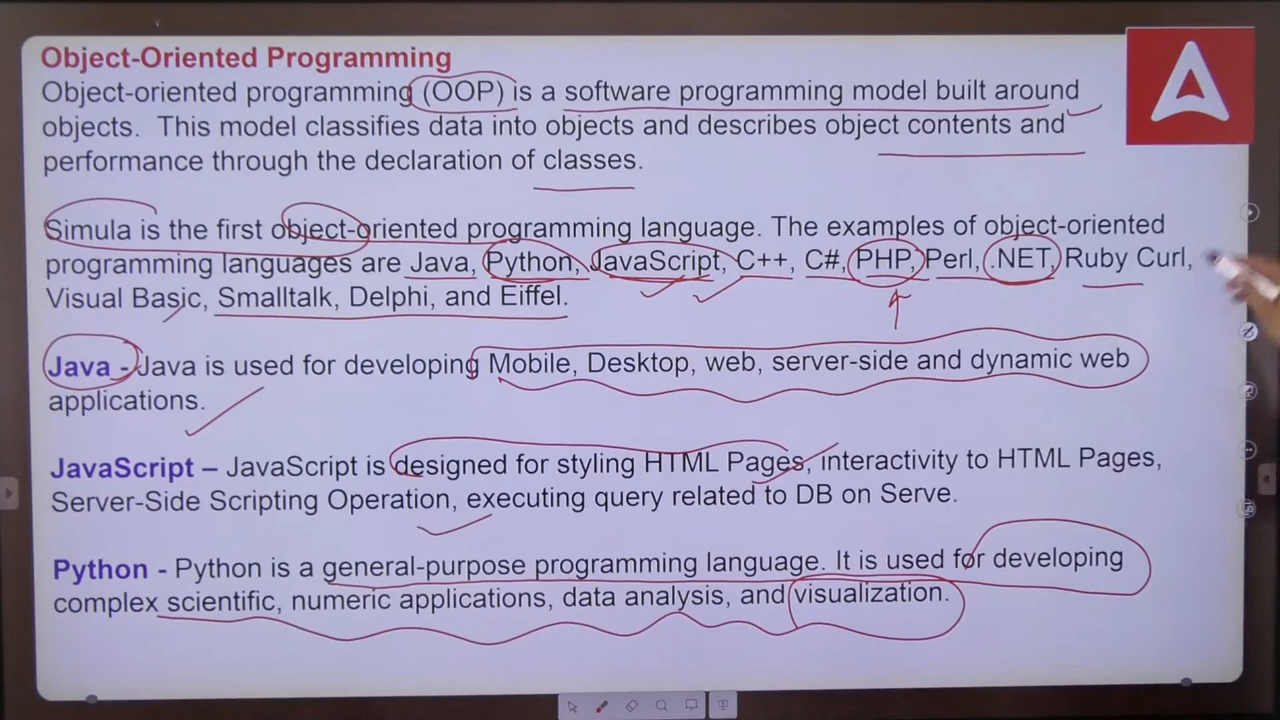 Object-Oriented Programming
Object-oriented programming (OOP) is a software programming model built around
objects. This model classifies data into objects and describes object contents and
performance through the declaration of classes.
Simula is the first object-oriented programming language. The examples of object-oriented
programming languages are Java, Python, JavaScript, C++, C#, PHP, Perl, .NET, Ruby Curl,
Visual Basic, Smalltalk, Delphi, and Eiffel.
Java - Java is used for developing Mobile, Desktop, web, server-side and dynamic web
applications.
JavaScript – JavaScript is designed for styling HTML Pages, interactivity to HTML Pages,
Server-Side Scripting Operation, executing query related to DB on Serve.
Python - Python is a general-purpose programming language. It is used for developing
complex scientific, numeric applications, data analysis, and visualization.